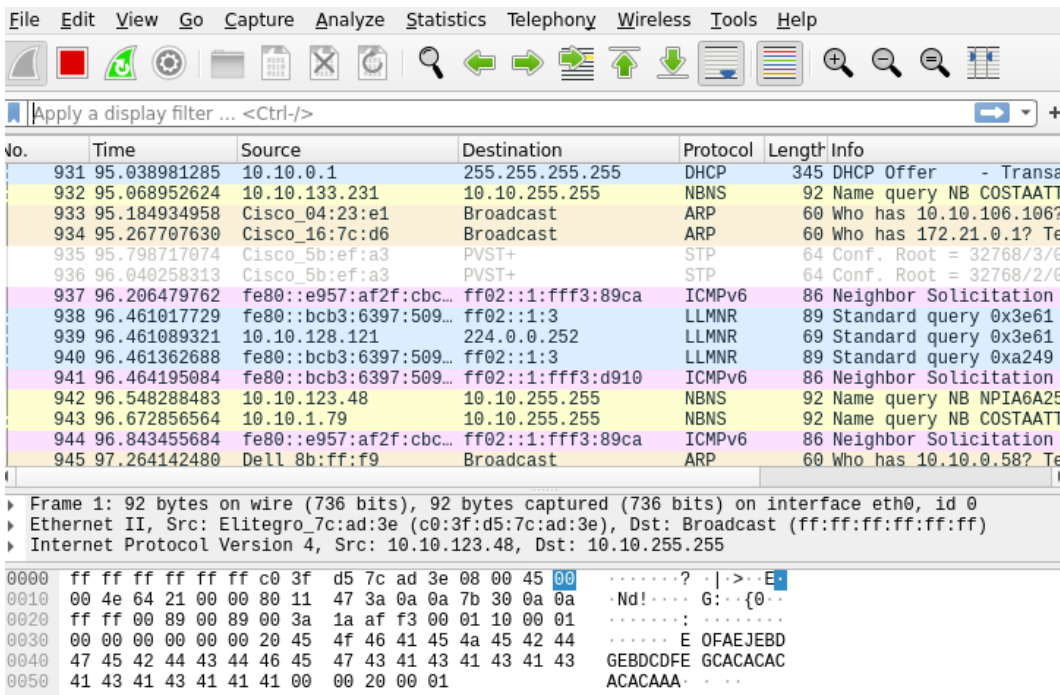 File Edit View Go Capture Analyze Statistics Telephony Wireless Tools Help
Apply a display filter ... <Ctrl-/>
No. Time Source Destination Protocol Length Info
931 95.038981285 10.10.0.1 255.255.255.255 DHCP 345 DHCP Offer - Transa
932 95.068952624 10.10.133.231 10.10.255.255 NBNS 92 Name query NB COSTAATT
933 95.184934958 Cisco_04:23:e1 Broadcast ARP 60 Who has 10.10.106.106?
934 95.267707630 Cisco_16:7c:d6 Broadcast ARP 60 Who has 172.21.0.1? Te
935 95.798717074 Cisco_5b:ef:a3 PVST+ STP 64 Conf. Root = 32768/3/0
936 96.040258313 Cisco_5b:ef:a3 PVST+ STP 64 Conf. Root = 32768/2/0
937 96.206479762 fe80::e957:af2f:cbc… ff02::1:fff3:89ca ICMPv6 86 Neighbor Solicitation
938 96.461017729 fe80::bcb3:6397:509… ff02::1:3 LLMNR 89 Standard query 0x3e61
939 96.461089321 10.10.128.121 224.0.0.252 LLMNR 69 Standard query 0x3e61
940 96.461362688 fe80::bcb3:6397:509… ff02::1:3 LLMNR 89 Standard query 0xa249
941 96.464195084 fe80::bcb3:6397:509… ff02::1:fff3:d910 ICMPv6 86 Neighbor Solicitation
942 96.548288483 10.10.123.48 10.10.255.255 NBNS 92 Name query NB NPIA6A25
943 96.672856564 10.10.1.79 10.10.255.255 NBNS 92 Name query NB COSTAATT
944 96.843455684 fe80::e957:af2f:cbc… ff02::1:fff3:89ca ICMPv6 86 Neighbor Solicitation
945 97.264142480 Dell_8b:ff:f9 Broadcast ARP 60 Who has 10.10.0.58? Te
Frame 1: 92 bytes on wire (736 bits), 92 bytes captured (736 bits) on interface eth0, id 0
Ethernet II, Src: Elitegro_7c:ad:3e (c0:3f:d5:7c:ad:3e), Dst: Broadcast (ff:ff:ff:ff:ff:ff)
Internet Protocol Version 4, Src: 10.10.123.48, Dst: 10.10.255.255
0000 ff ff ff ff ff ff c0 3f d5 7c ad 3e 08 00 45 00 ·······? ·|·>··E·
0010 00 4e 64 21 00 00 80 11 47 3a 0a 0a 7b 30 0a 0a ·Nd!···· G:··{0··
0020 ff ff 00 89 00 89 00 3a 1a af f3 00 01 10 00 01 ·······: ········
0030 00 00 00 00 00 00 20 45 4f 46 41 45 4a 45 42 44 ······ E OFAEJEBD
0040 47 45 42 44 43 44 46 45 47 43 41 43 41 43 41 43 GEBDCDFE GCACACAC
0050 41 43 41 43 41 41 41 00 00 20 00 01 ACACAAA· · ··